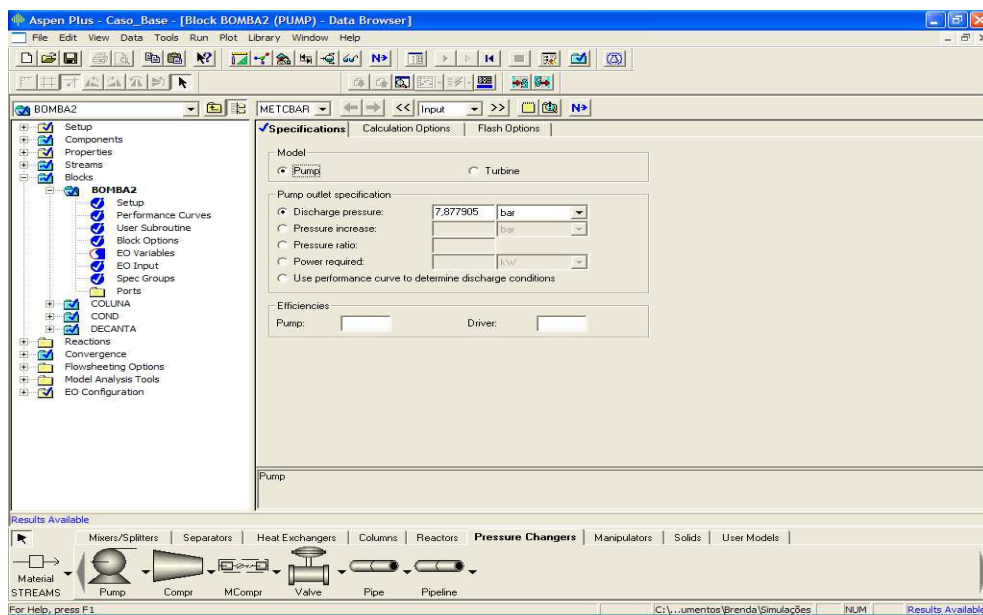 Aspen Plus - Caso_Base - [Block BOMBA2 (PUMP) - Data Browser]
File Edit View Data Tools Run Plot Library Window Help
N>
BOMBA2 METCBAR << Input >> N>
Specifications Calculation Options Flash Options
Setup
Components
Properties
Streams
Blocks
BOMBA2
Setup
Performance Curves
User Subroutine
Block Options
EO Variables
EO Input
Spec Groups
Ports
COLUNA
COND
DECANTA
Reactions
Convergence
Flowsheeting Options
Model Analysis Tools
EO Configuration
Model
Pump Turbine
Pump outlet specification
Discharge pressure: 7,877905 bar
Pressure increase: bar
Pressure ratio:
Power required: kW
Use performance curve to determine discharge conditions
Efficiencies
Pump: Driver:
Pump
Results Available
Mixers/Splitters Separators Heat Exchangers Columns Reactors Pressure Changers Manipulators Solids User Models
Material
STREAMS Pump Compr MCompr Valve Pipe Pipeline
For Help, press F1 C:\...umentos\Brenda\Simulações NUM Results Available